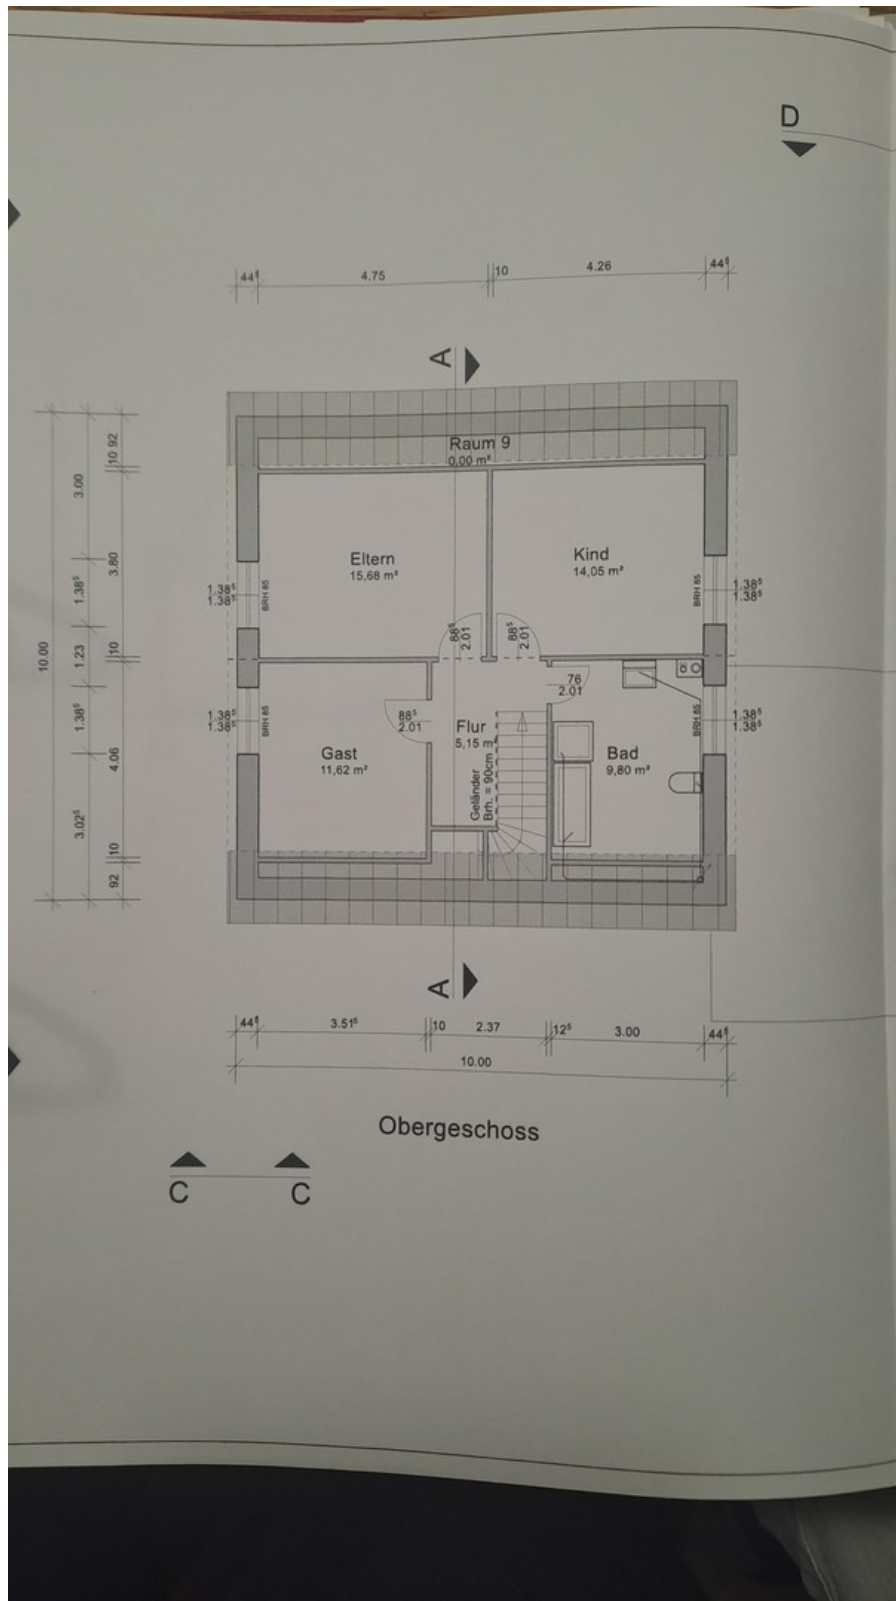 D
44⁵ 4.75 10 4.26 44⁵
A
Raum 9
0,00 m²
Eltern
15,68 m²
Kind
14,05 m²
1.38⁵
1.38⁵
BRH 85
BRH 85
1.38⁵
1.38⁵
88⁵
2.01
88⁵
2.01
76
2.01
1.38⁵
1.38⁵
BRH 85
88⁵
2.01
Flur
5,15 m²
BRH 85
1.38⁵
1.38⁵
Gast
11,62 m²
Geländer
Brh. = 90cm
Bad
9,80 m²
10.00
3.00
1.38⁵
1.23
1.38⁵
3.02⁵
92
10
3.80
10
4.06
10
92
A
44⁵ 3.51⁵ 10 2.37 12⁵ 3.00 44⁵
10.00
Obergeschoss
C C